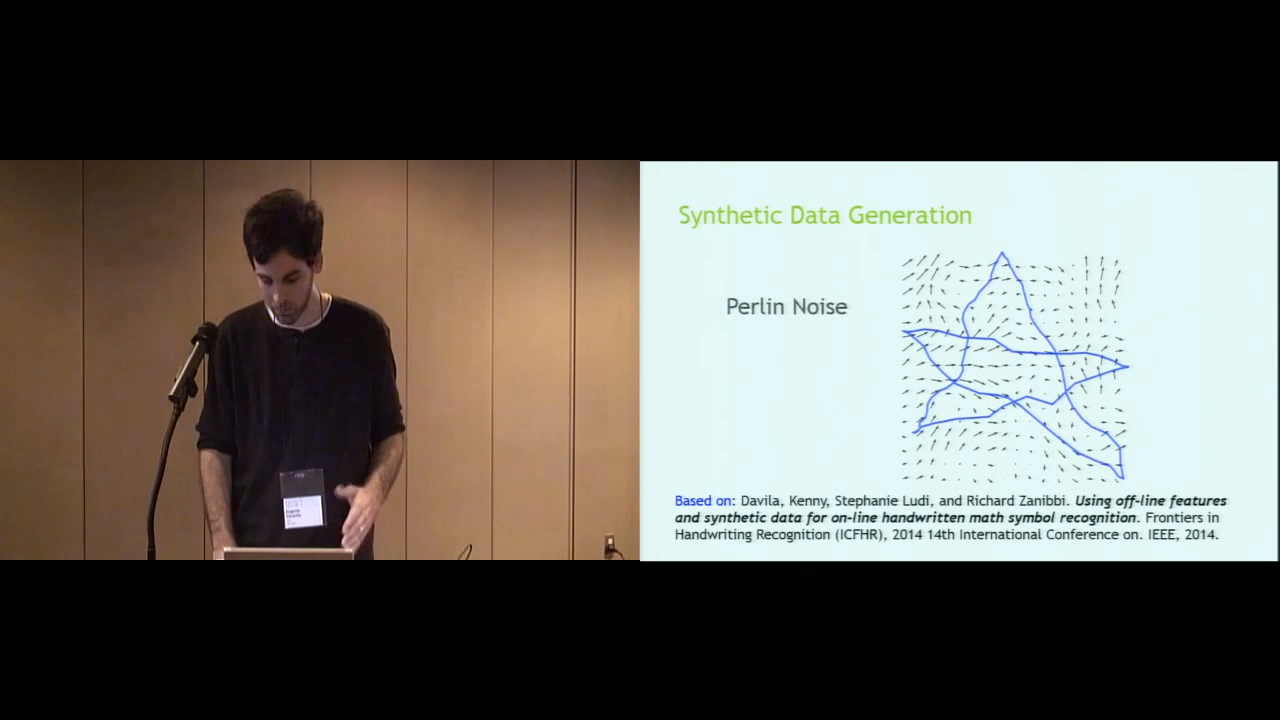 Synthetic Data Generation
Perlin Noise
Based on: Davila, Kenny, Stephanie Ludi, and Richard Zanibbi. Using off-line features
and synthetic data for on-line handwritten math symbol recognition. Frontiers in
Handwriting Recognition (ICFHR), 2014 14th International Conference on. IEEE, 2014.